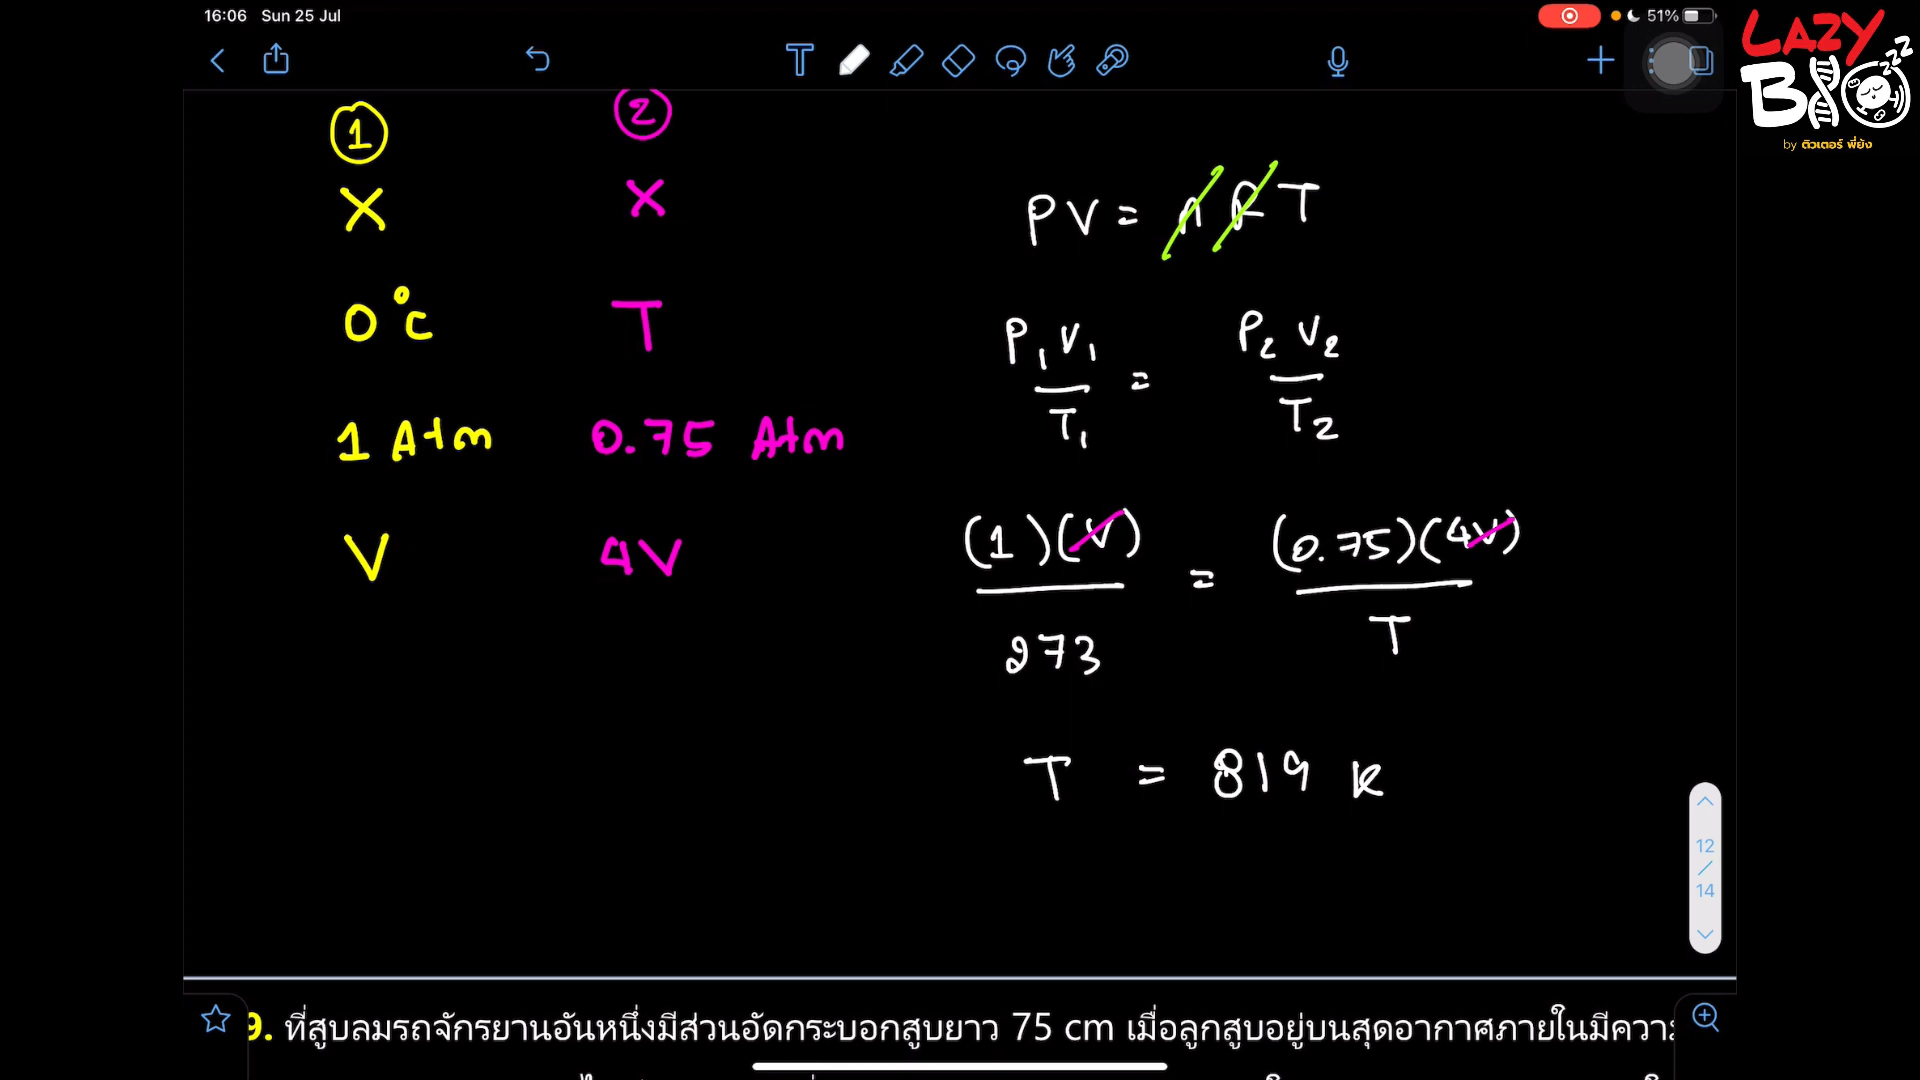 16:06 Sun 25 Jul
51%
LAZY
BIO zzz
by ติวเตอร์ พี่ยัง
1 2
X X
0°c T
1 Atm 0.75 Atm
V 4V
PV = nRT
P1V1 / T1 = P2V2 / T2
(1)(V) / 273 = (0.75)(4V) / T
T = 819 K
12
/
14
9. ที่สูบลมรถจักรยานอันหนึ่งมีส่วนอัดกระบอกสูบยาว 75 cm เมื่อลูกสูบอยู่บนสุดอากาศภายในมีความ